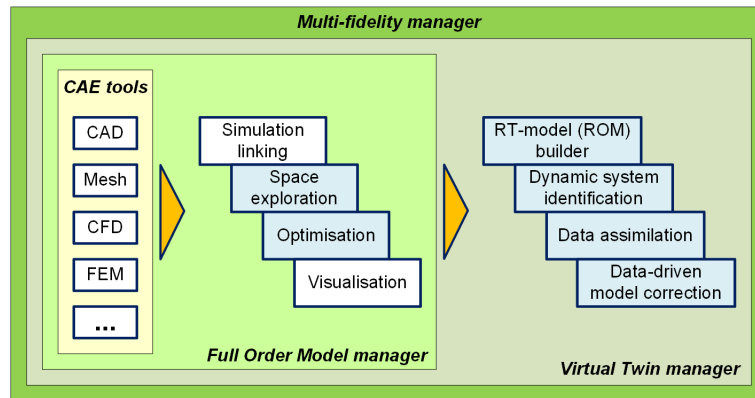 Multi-fidelity manager
CAE tools
CAD
Mesh
CFD
FEM
...
Simulation
linking
Space
exploration
Optimisation
Visualisation
Full Order Model manager
RT-model (ROM)
builder
Dynamic system
identification
Data assimilation
Data-driven
model correction
Virtual Twin manager